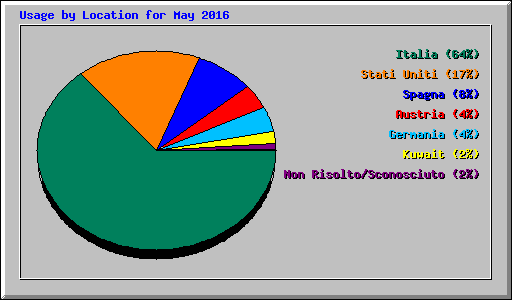 Usage by Location for May 2016
Italia (64%)
Stati Uniti (17%)
Spagna (8%)
Austria (4%)
Germania (4%)
Kuwait (2%)
Non Risolto/Sconosciuto (2%)